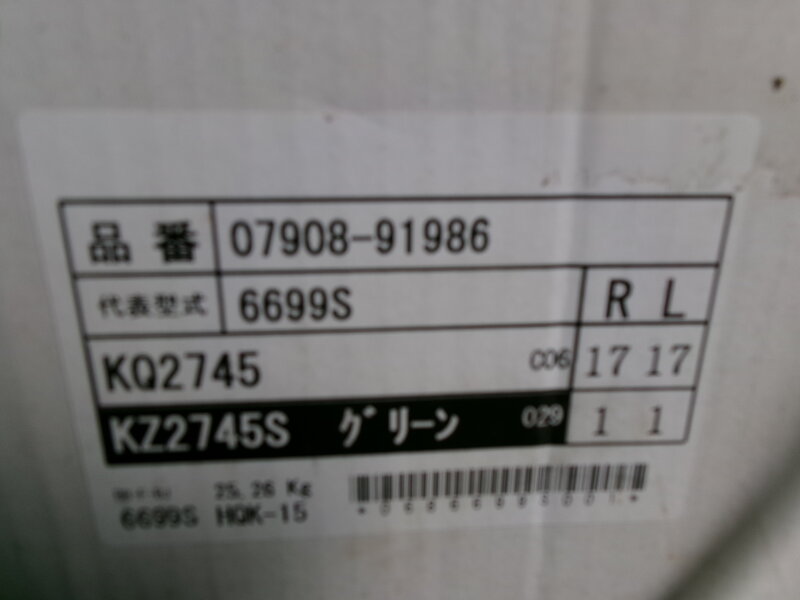 品番 07908-91986
代表型式 6699S R L
KQ2745 C06 17 17
KZ2745S グリーン 029 1 1
25.26 Kg
6699S HQK-15